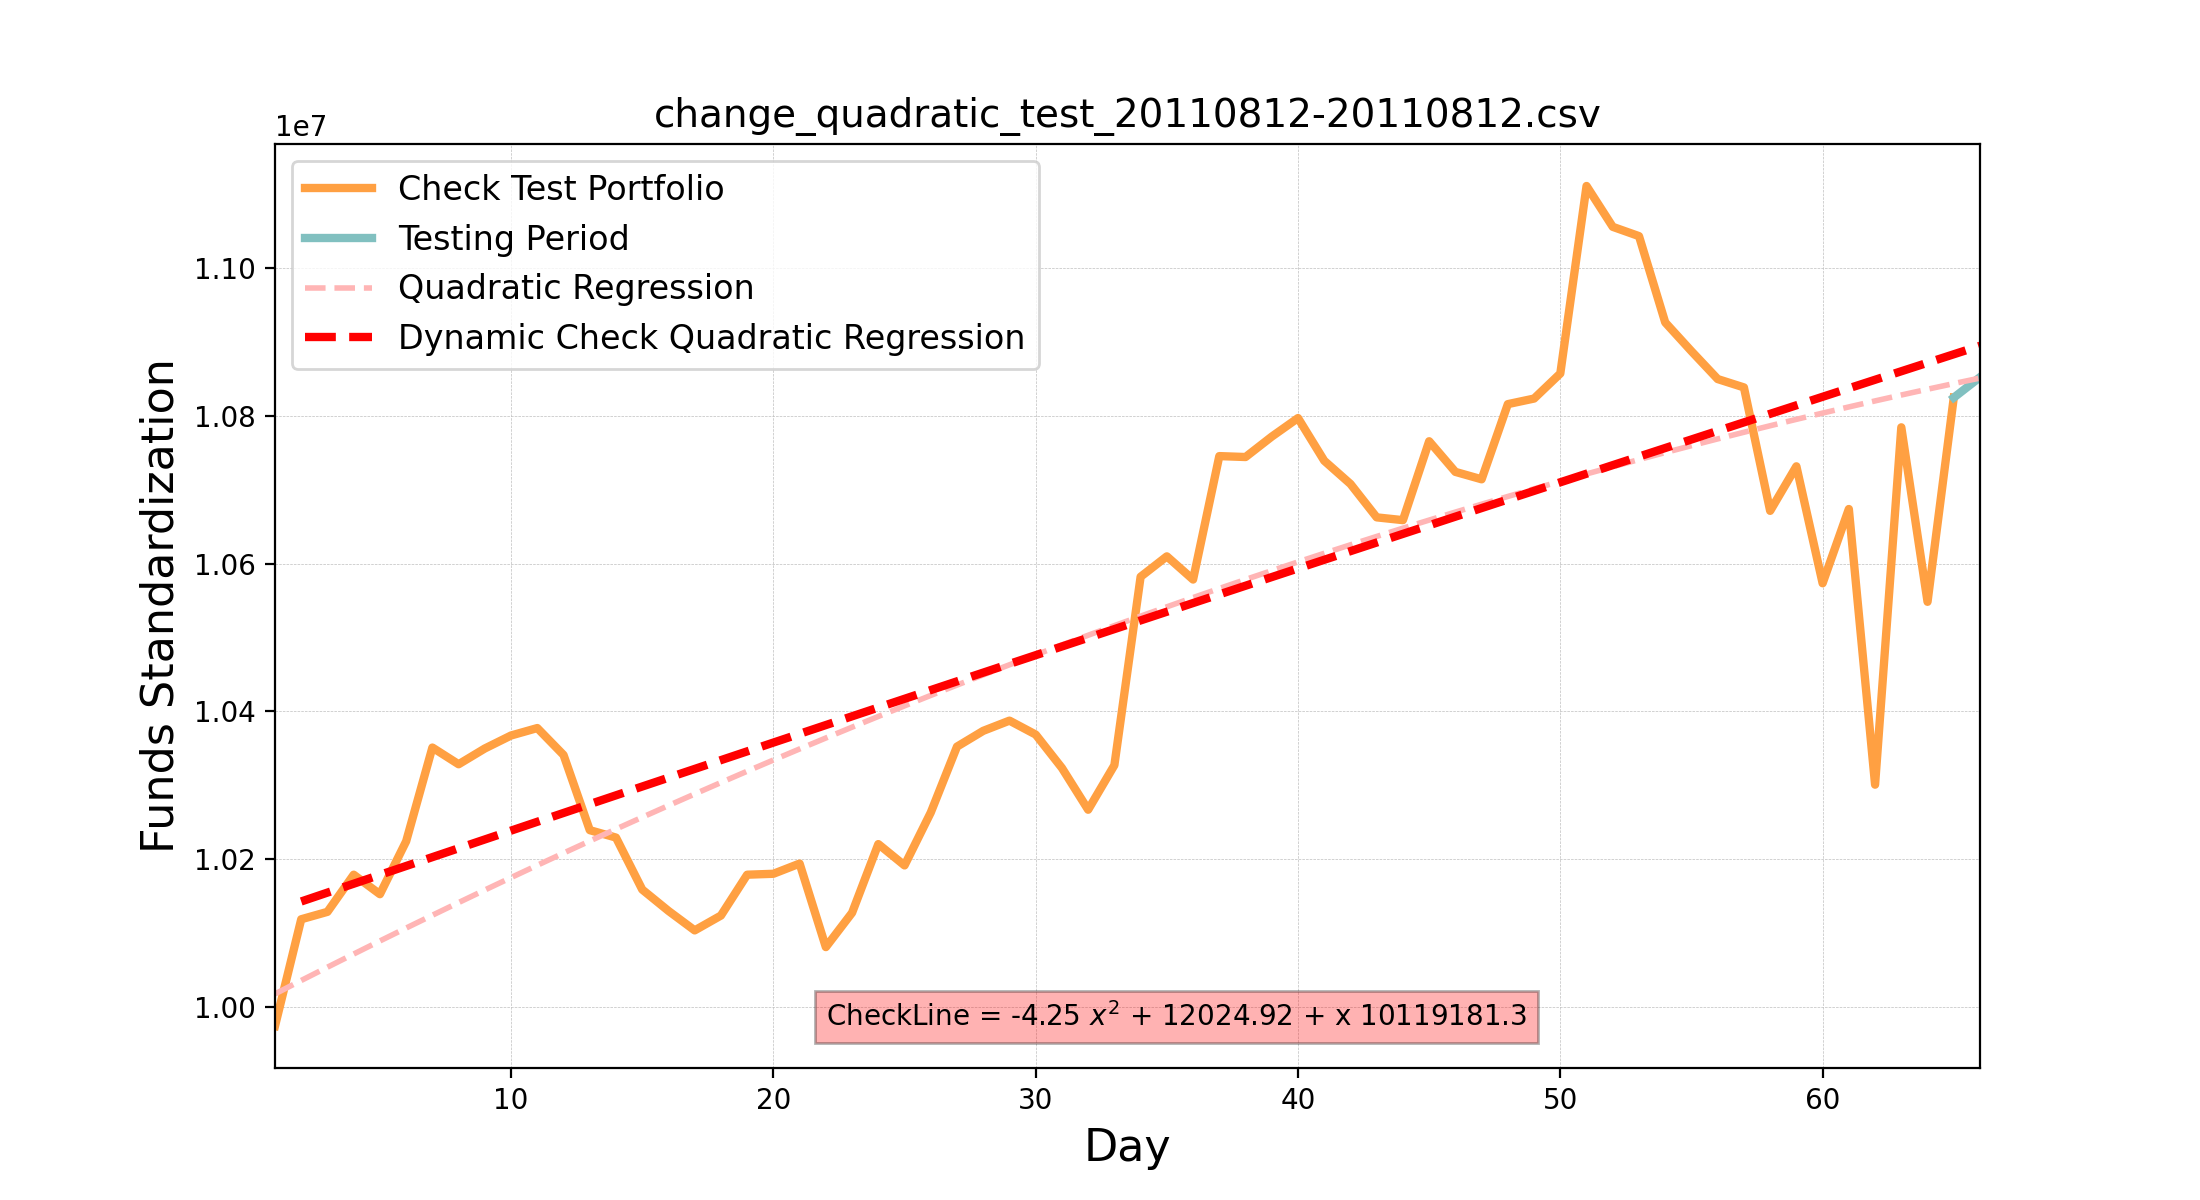 change_quadratic_test_20110812-20110812.csv
1e7
Check Test Portfolio
Testing Period
Quadratic Regression
Dynamic Check Quadratic Regression
Funds Standardization
1.10
1.08
1.06
1.04
1.02
1.00
CheckLine = -4.25 x² + 12024.92 + x 10119181.3
10 20 30 40 50 60
Day